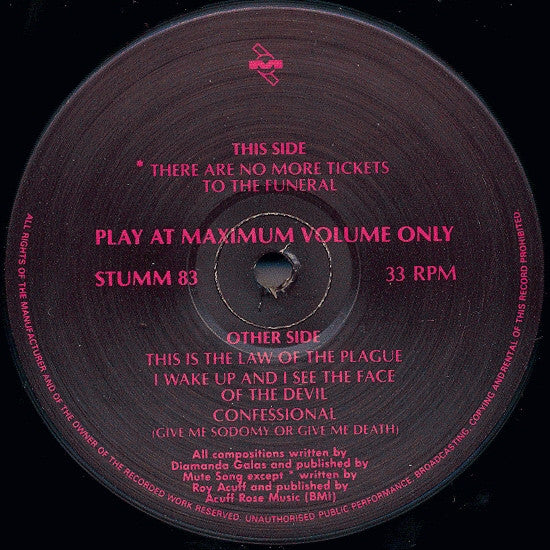 THIS SIDE
* THERE ARE NO MORE TICKETS
TO THE FUNERAL
PLAY AT MAXIMUM VOLUME ONLY
STUMM 83 33 RPM
OTHER SIDE
THIS IS THE LAW OF THE PLAGUE
I WAKE UP AND I SEE THE FACE
OF THE DEVIL
CONFESSIONAL
(GIVE ME SODOMY OR GIVE ME DEATH)
All compositions written by
Diamanda Galas and published by
Mute Song except * written by
Roy Acuff and published by
Acuff Rose Music (BMI)
ALL RIGHTS OF THE MANUFACTURER AND OF THE OWNER OF THE RECORDED WORK RESERVED. UNAUTHORISED PUBLIC PERFORMANCE, BROADCASTING, COPYING AND RENTAL OF THIS RECORD PROHIBITED